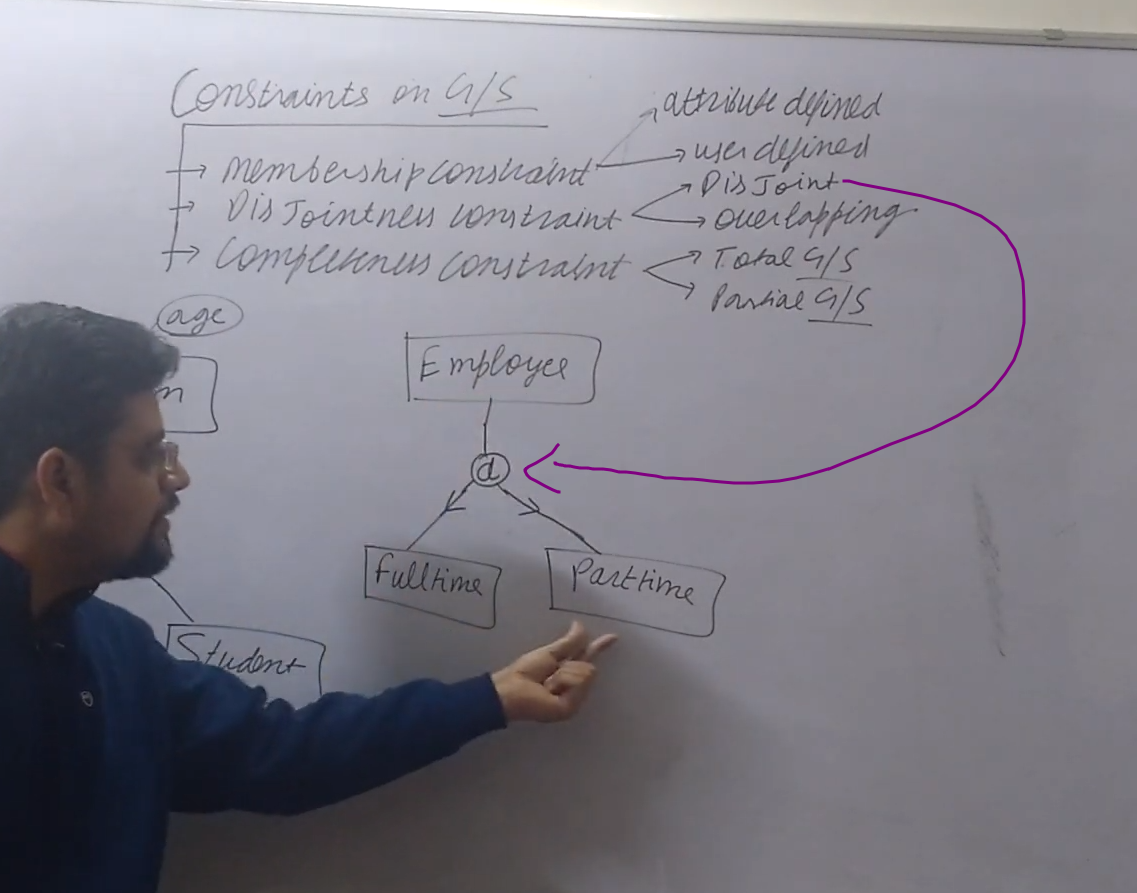 Constraints on G/S
→ Membership constraint → attribute defined
→ user defined
→ DisJointness constraint → DisJoint
→ overlapping
→ Completeness constraint → Total G/S
→ Partial G/S
age
n
Employee
d
Fulltime
Parttime
Student